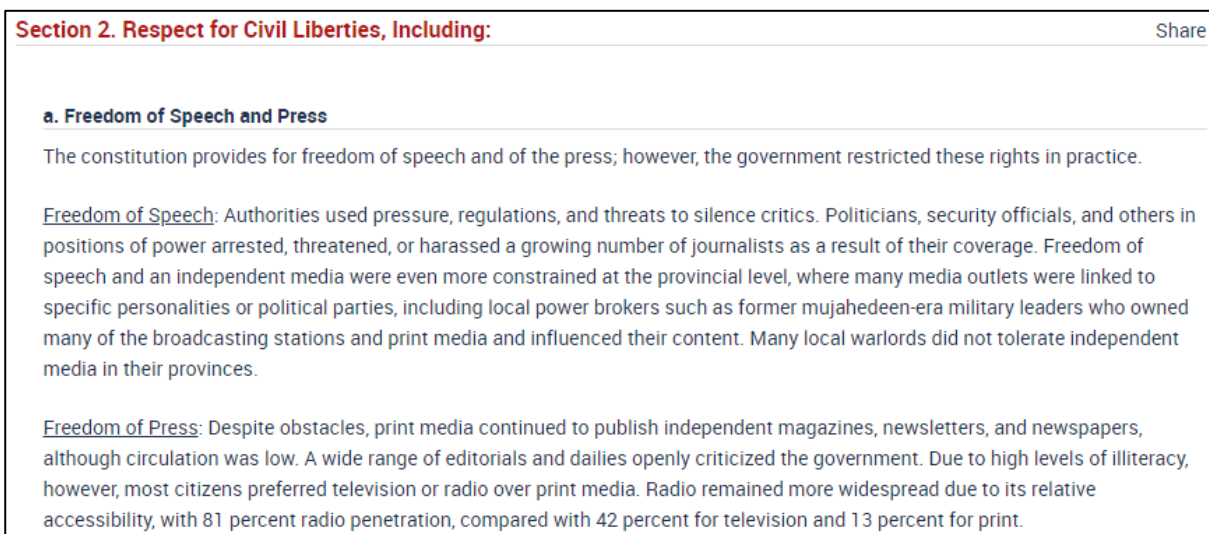 Section 2. Respect for Civil Liberties, Including:
Share
a. Freedom of Speech and Press
The constitution provides for freedom of speech and of the press; however, the government restricted these rights in practice.
Freedom of Speech: Authorities used pressure, regulations, and threats to silence critics. Politicians, security officials, and others in
positions of power arrested, threatened, or harassed a growing number of journalists as a result of their coverage. Freedom of
speech and an independent media were even more constrained at the provincial level, where many media outlets were linked to
specific personalities or political parties, including local power brokers such as former mujahedeen-era military leaders who owned
many of the broadcasting stations and print media and influenced their content. Many local warlords did not tolerate independent
media in their provinces.
Freedom of Press: Despite obstacles, print media continued to publish independent magazines, newsletters, and newspapers,
although circulation was low. A wide range of editorials and dailies openly criticized the government. Due to high levels of illiteracy,
however, most citizens preferred television or radio over print media. Radio remained more widespread due to its relative
accessibility, with 81 percent radio penetration, compared with 42 percent for television and 13 percent for print.